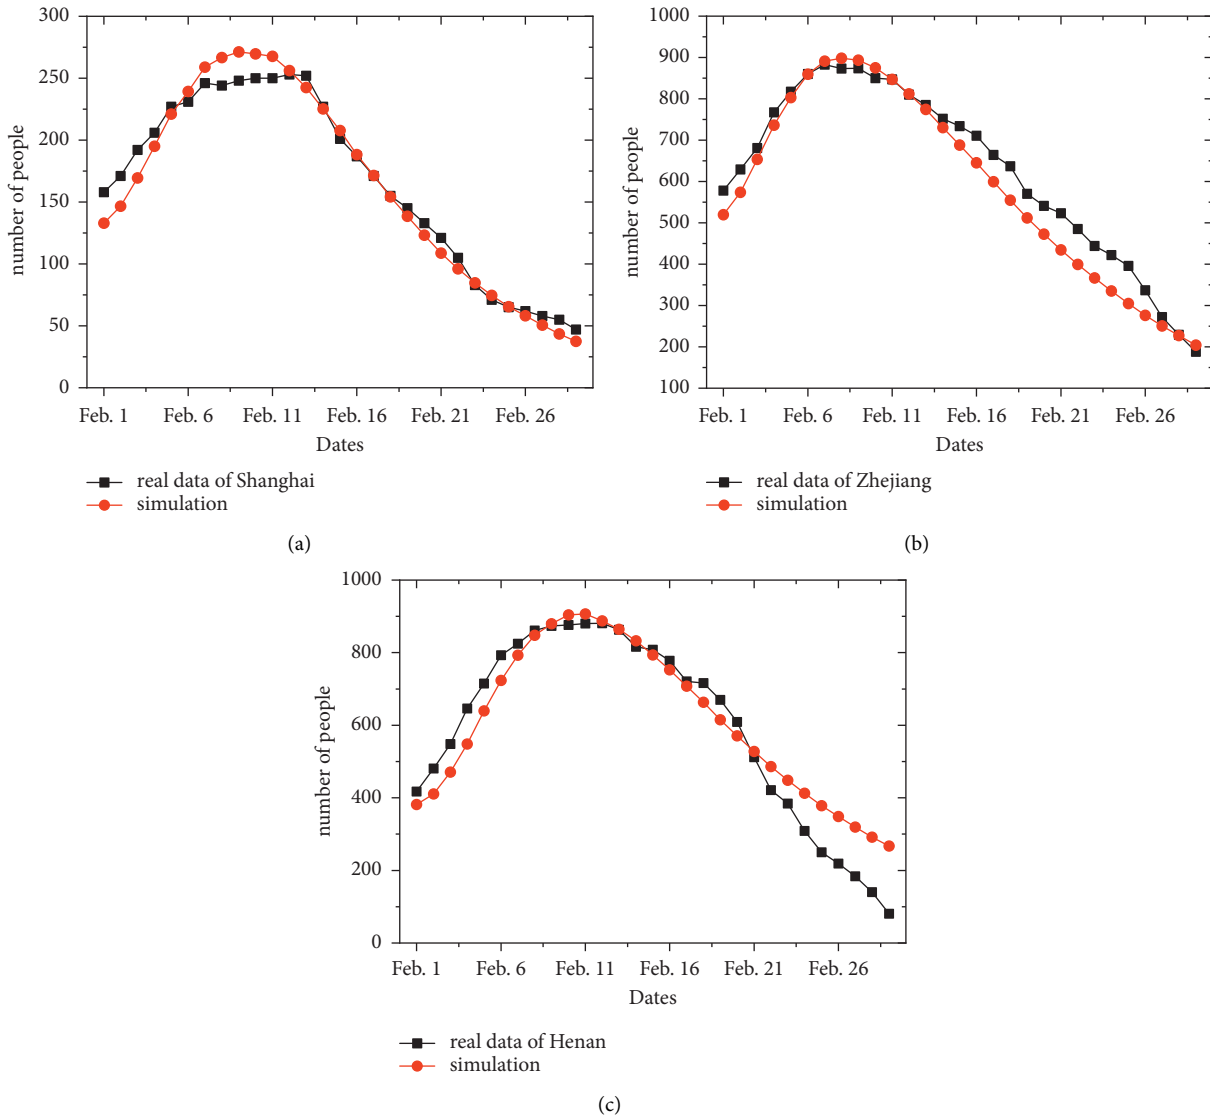 300
250
200
150
100
50
0
number of people
Feb. 1 Feb. 6 Feb. 11 Feb. 16 Feb. 21 Feb. 26
Dates
real data of Shanghai
simulation
(a)
1000
900
800
700
600
500
400
300
200
100
number of people
Feb. 1 Feb. 6 Feb. 11 Feb. 16 Feb. 21 Feb. 26
Dates
real data of Zhejiang
simulation
(b)
1000
800
600
400
200
0
number of people
Feb. 1 Feb. 6 Feb. 11 Feb. 16 Feb. 21 Feb. 26
Dates
real data of Henan
simulation
(c)